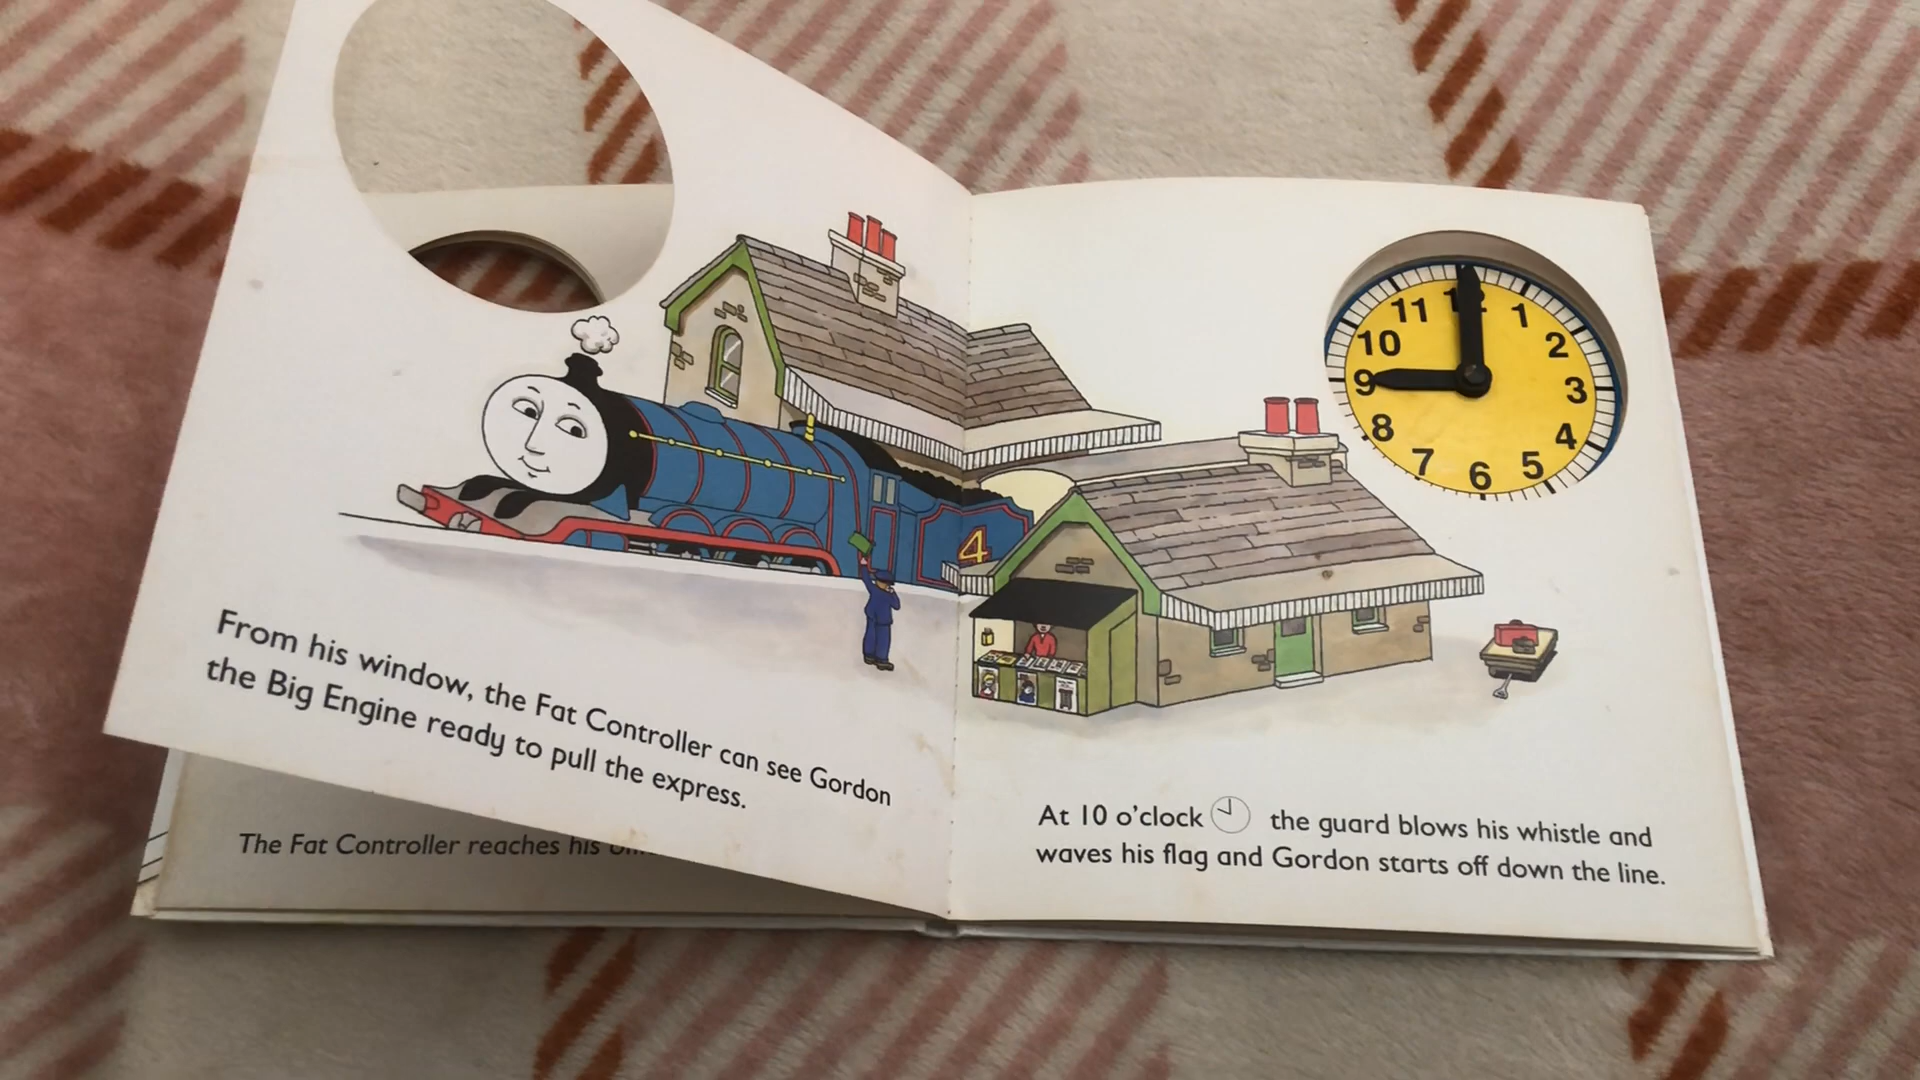 From his window, the Fat Controller can see Gordon
the Big Engine ready to pull the express.
The Fat Controller reaches his
4
11 12 1
10 2
9 3
8 4
7 6 5
At 10 o'clock the guard blows his whistle and
waves his flag and Gordon starts off down the line.